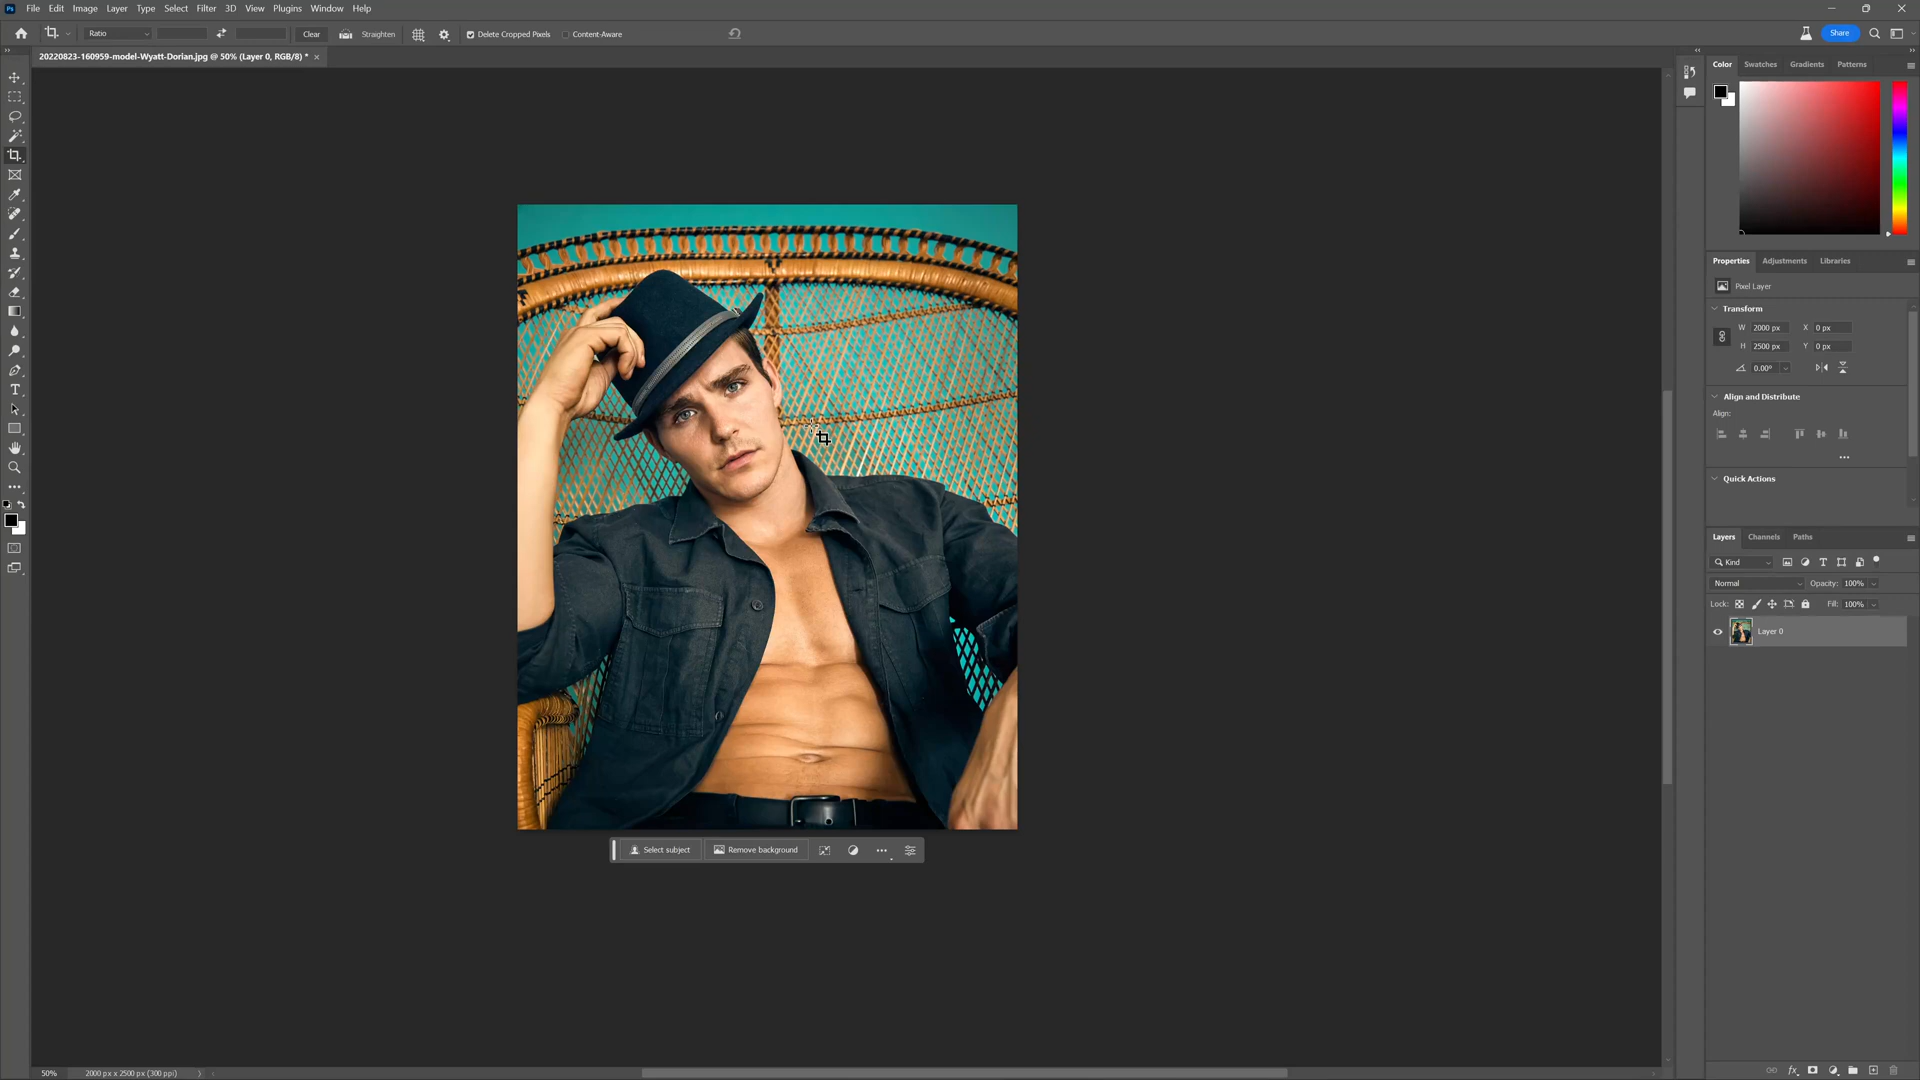 Ps File Edit Image Layer Type Select Filter 3D View Plugins Window Help
Ratio Clear Straighten Delete Cropped Pixels Content-Aware Share
20220823-160959-model-Wyatt-Dorian.jpg @ 50% (Layer 0, RGB/8) *
Color Swatches Gradients Patterns
Properties Adjustments Libraries
Pixel Layer
Transform
W 2000 px X 0 px
H 2500 px Y 0 px
0.00°
Align and Distribute
Align:
Quick Actions
Layers Channels Paths
Kind
Normal Opacity: 100%
Lock: Fill: 100%
Layer 0
Select subject Remove background
fx
50% 2000 px x 2500 px (300 ppi)